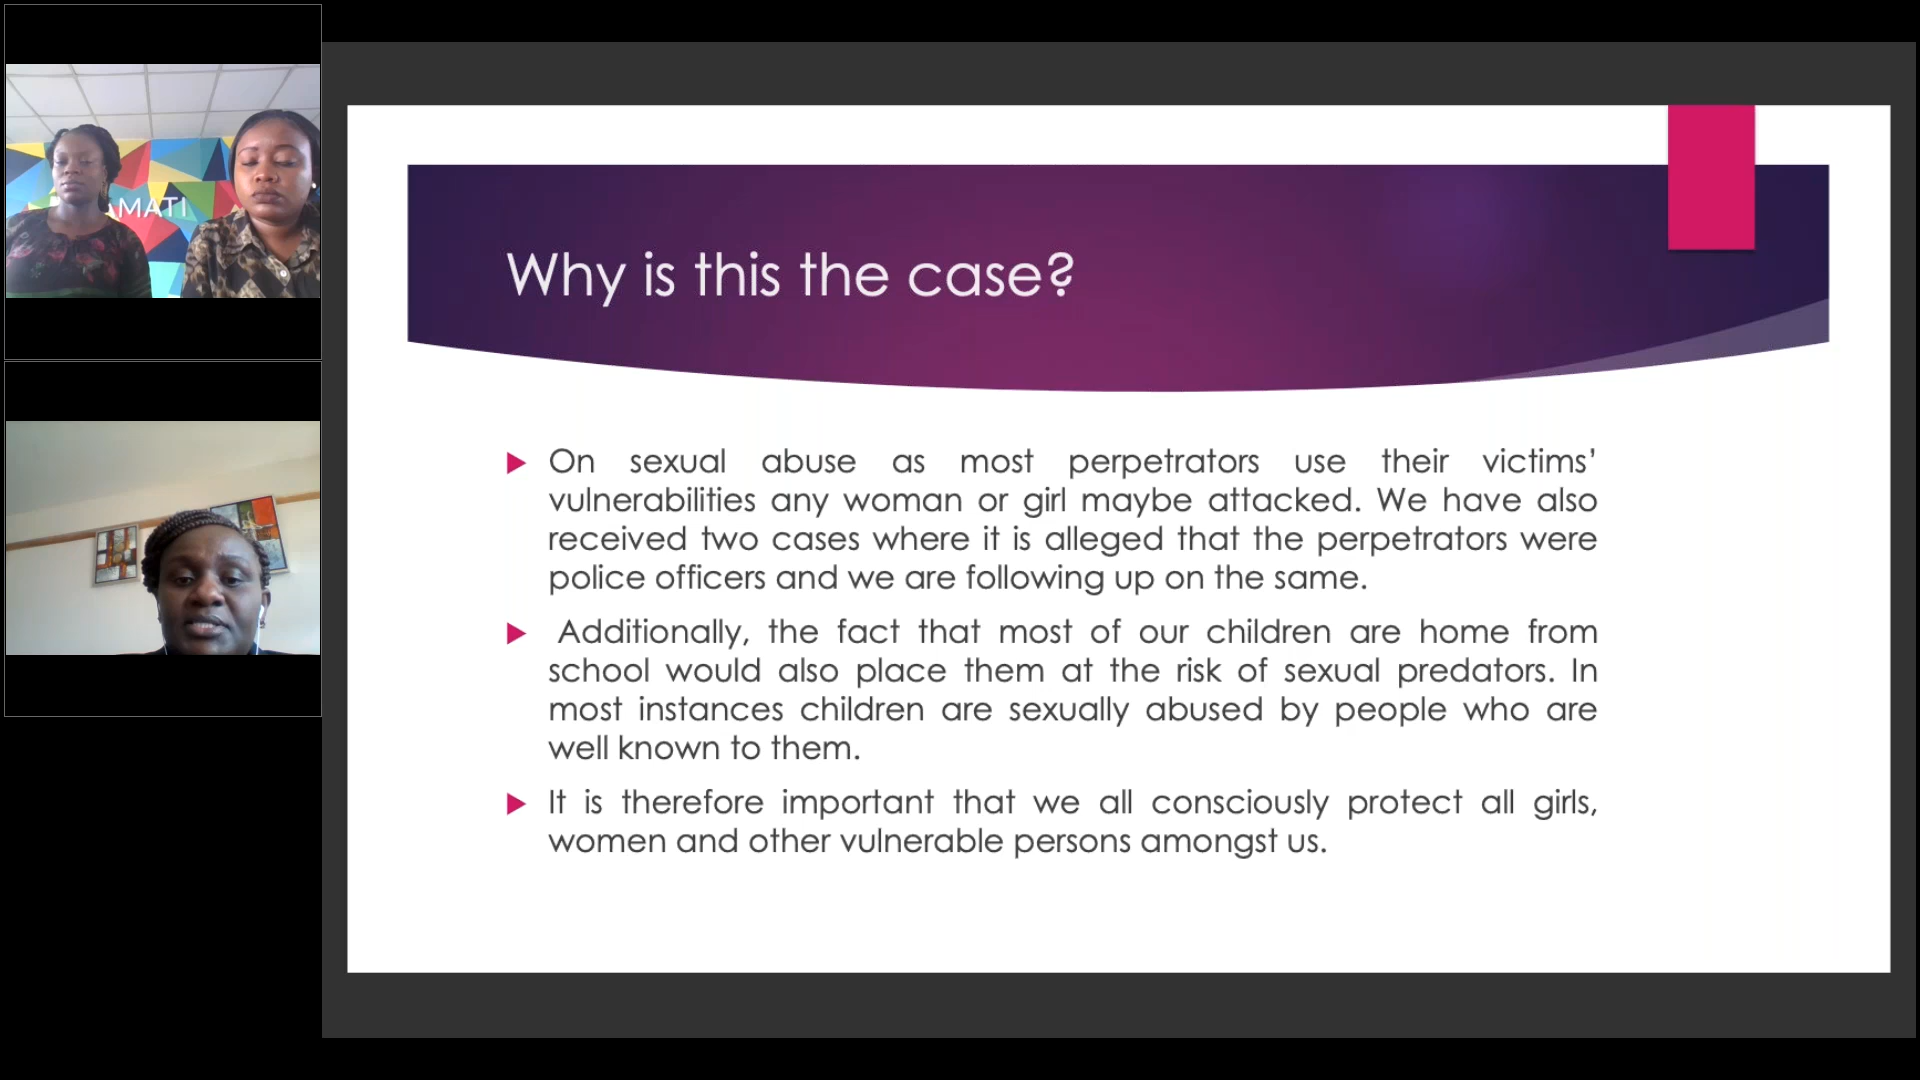 MATI
Why is this the case?
On sexual abuse as most perpetrators use their victims’
vulnerabilities any woman or girl maybe attacked. We have also
received two cases where it is alleged that the perpetrators were
police officers and we are following up on the same.
Additionally, the fact that most of our children are home from
school would also place them at the risk of sexual predators. In
most instances children are sexually abused by people who are
well known to them.
It is therefore important that we all consciously protect all girls,
women and other vulnerable persons amongst us.